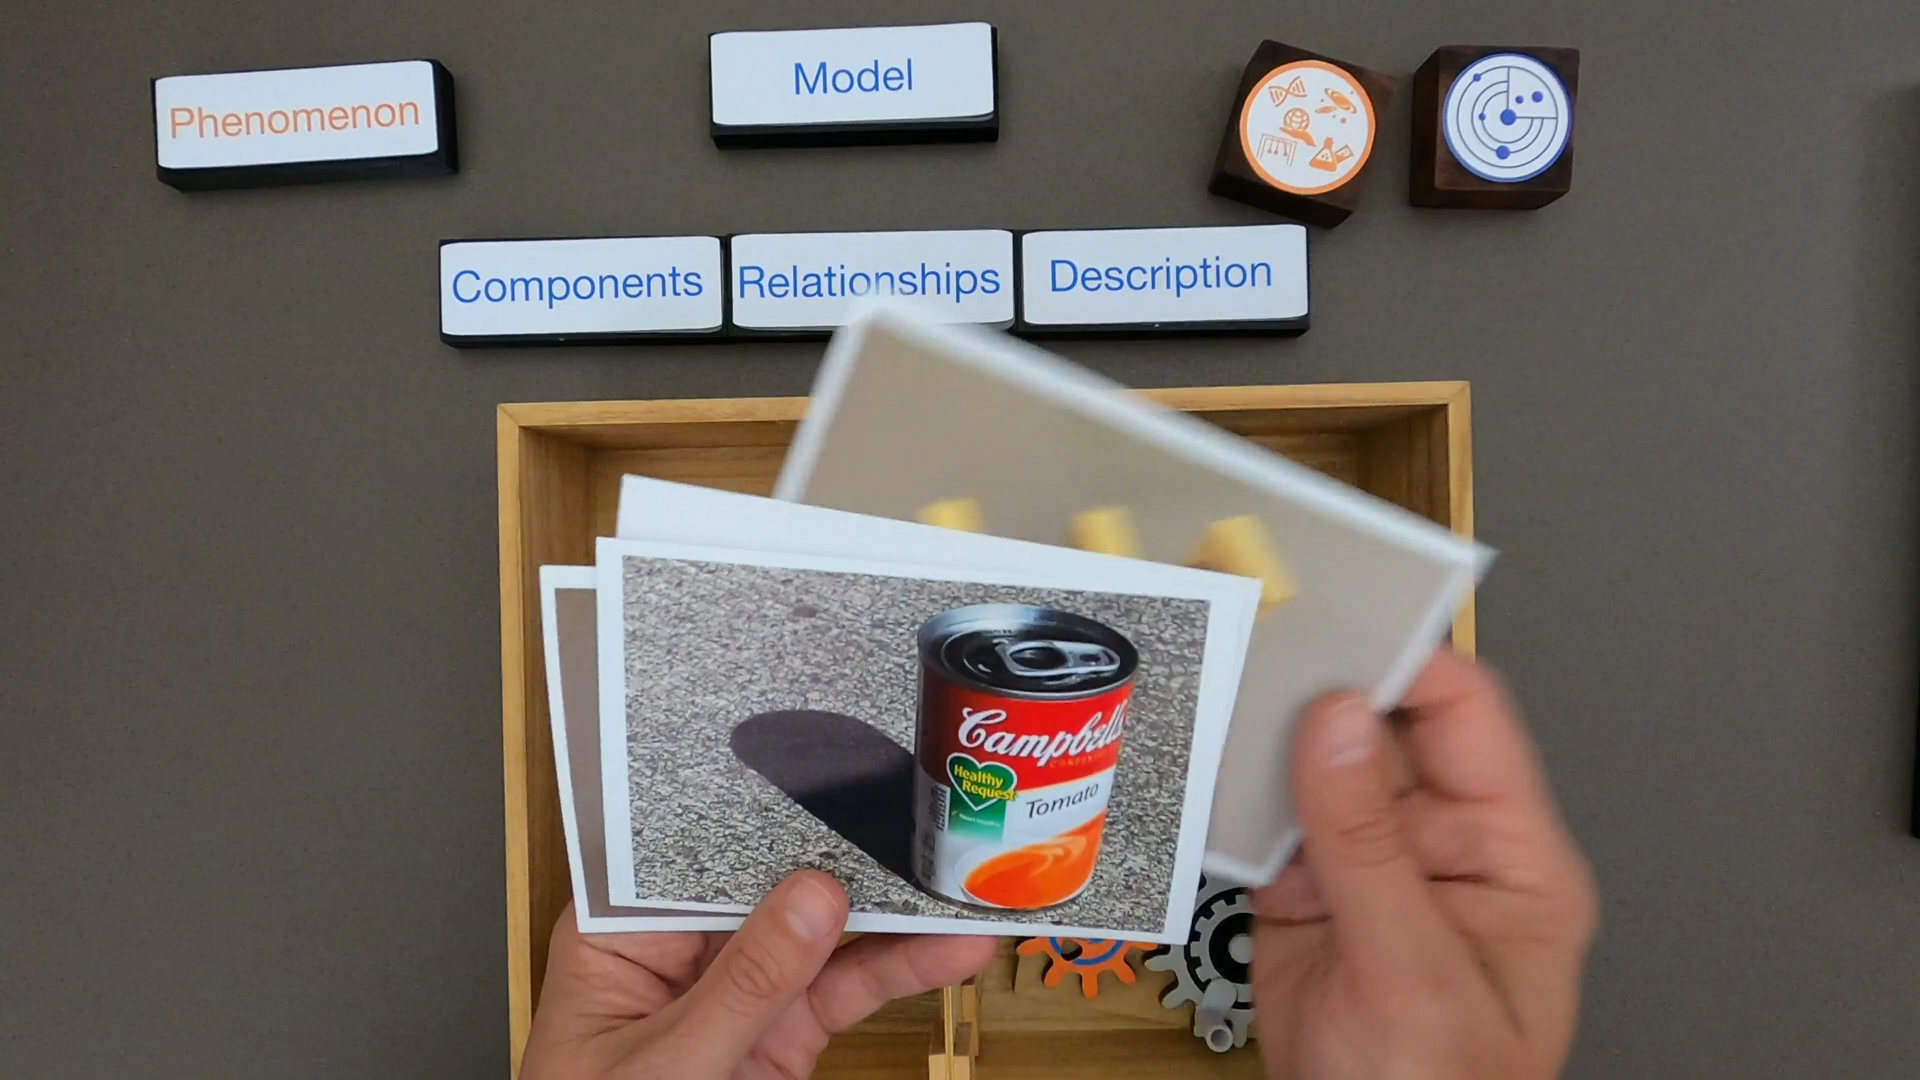 Phenomenon
Model
Components
Relationships
Description
Campbell's
Healthy
Request
Tomato